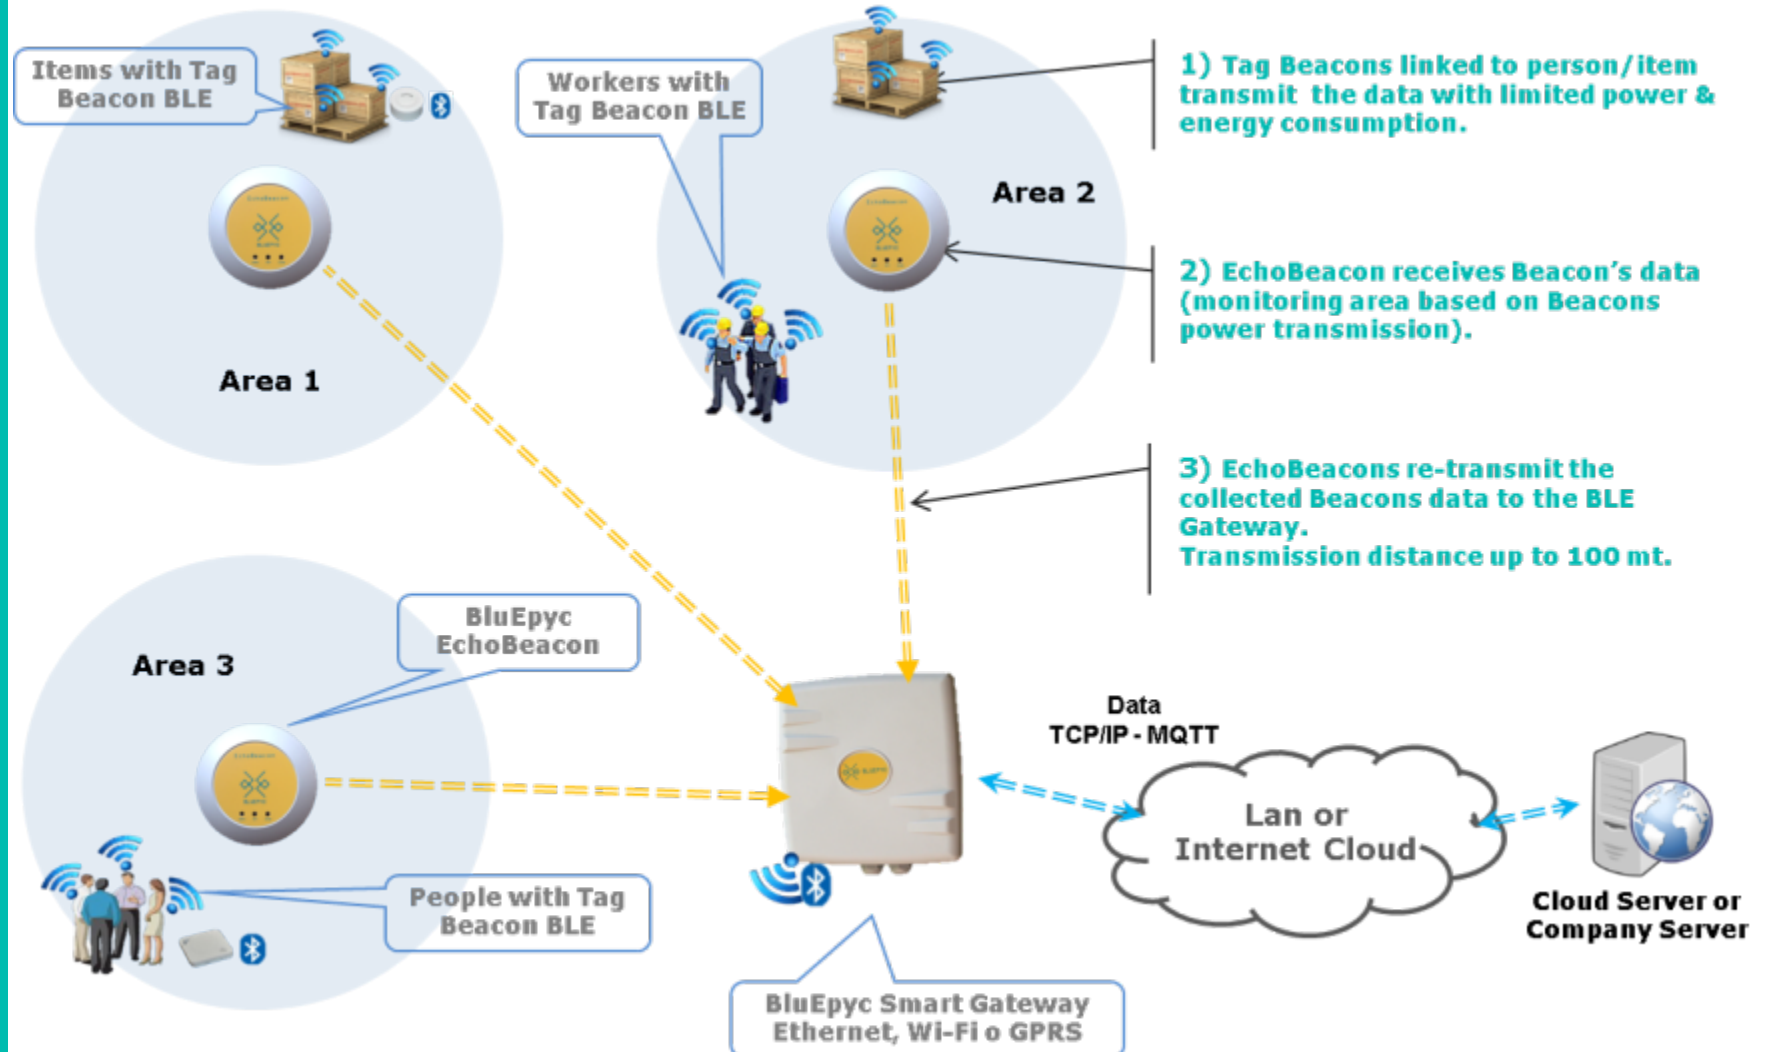 Items with Tag
Beacon BLE
Workers with
Tag Beacon BLE
1) Tag Beacons linked to person/item
transmit the data with limited power &
energy consumption.
EchoBeacon
Area 1
Area 2
EchoBeacon
2) EchoBeacon receives Beacon's data
(monitoring area based on Beacons
power transmission).
3) EchoBeacons re-transmit the
collected Beacons data to the BLE
Gateway.
Transmission distance up to 100 mt.
BluEpyc
EchoBeacon
Area 3
EchoBeacon
People with Tag
Beacon BLE
BLUEPYC
BluEpyc Smart Gateway
Ethernet, Wi-Fi o GPRS
Data
TCP/IP - MQTT
Lan or
Internet Cloud
Cloud Server or
Company Server